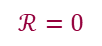 ℛ = 0